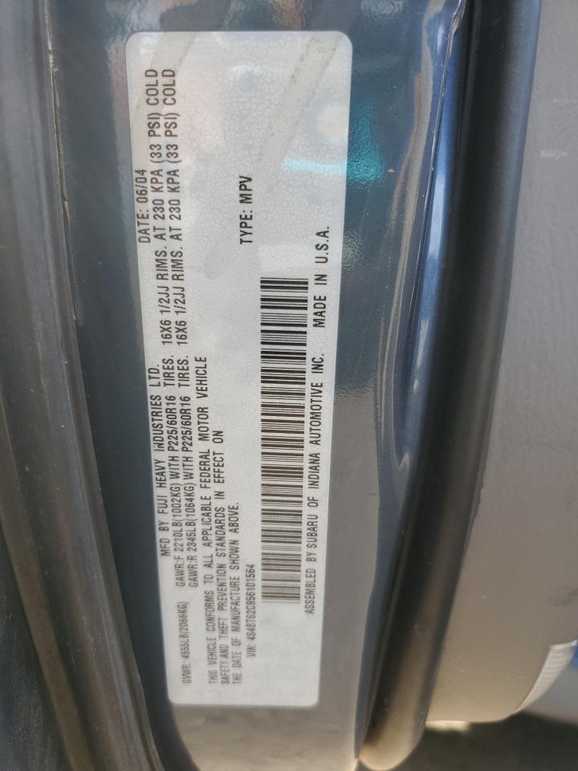 MFD BY FUJI HEAVY INDUSTRIES LTD. DATE: 06/04
GVWR: 4555LB(2066KG) GAWR:F 2210LB(1002KG) WITH P225/60R16 TIRES. 16X6 1/2JJ RIMS. AT 230 KPA (33 PSI) COLD
GAWR:R 2345LB(1064KG) WITH P225/60R16 TIRES. 16X6 1/2JJ RIMS. AT 230 KPA (33 PSI) COLD
THIS VEHICLE CONFORMS TO ALL APPLICABLE FEDERAL MOTOR VEHICLE
SAFETY AND THEFT PREVENTION STANDARDS IN EFFECT ON
THE DATE OF MANUFACTURE SHOWN ABOVE. TYPE: MPV
VIN:
ASSEMBLED BY SUBARU OF INDIANA AUTOMOTIVE INC. MADE IN U.S.A.